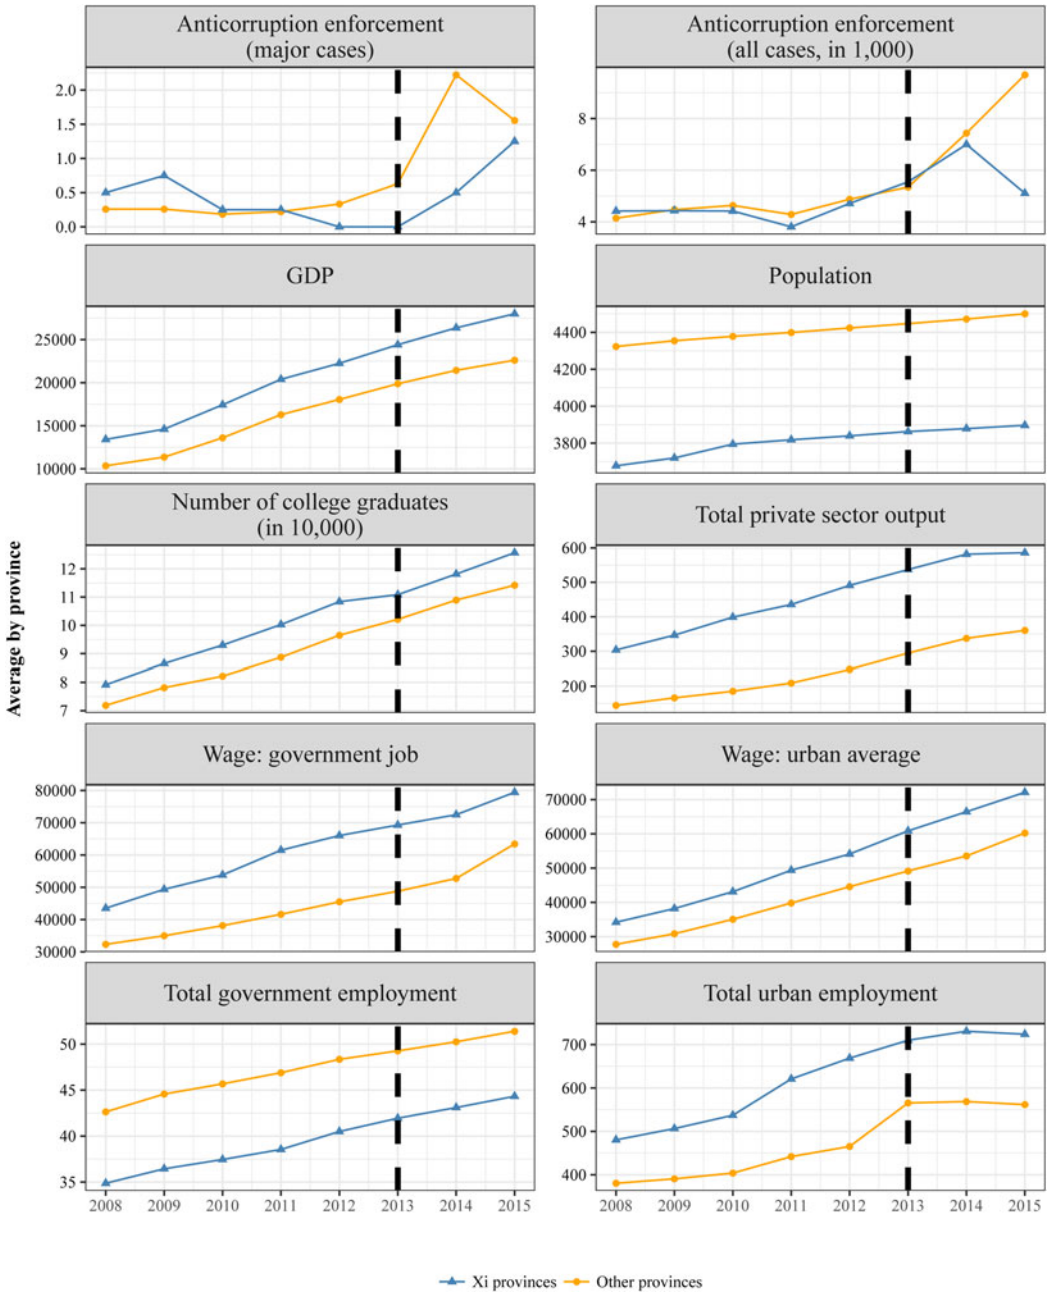 Anticorruption enforcement
(major cases)
Anticorruption enforcement
(all cases, in 1,000)
2.0
1.5
1.0
0.5
0.0
8
6
4
GDP
Population
25000
20000
15000
10000
4400
4200
4000
3800
Number of college graduates
(in 10,000)
Total private sector output
12
11
10
9
8
7
600
500
400
300
200
Average by province
Wage: government job
Wage: urban average
80000
70000
60000
50000
40000
30000
70000
60000
50000
40000
30000
Total government employment
Total urban employment
50
45
40
35
700
600
500
400
2008 2009 2010 2011 2012 2013 2014 2015
2008 2009 2010 2011 2012 2013 2014 2015
Xi provinces Other provinces